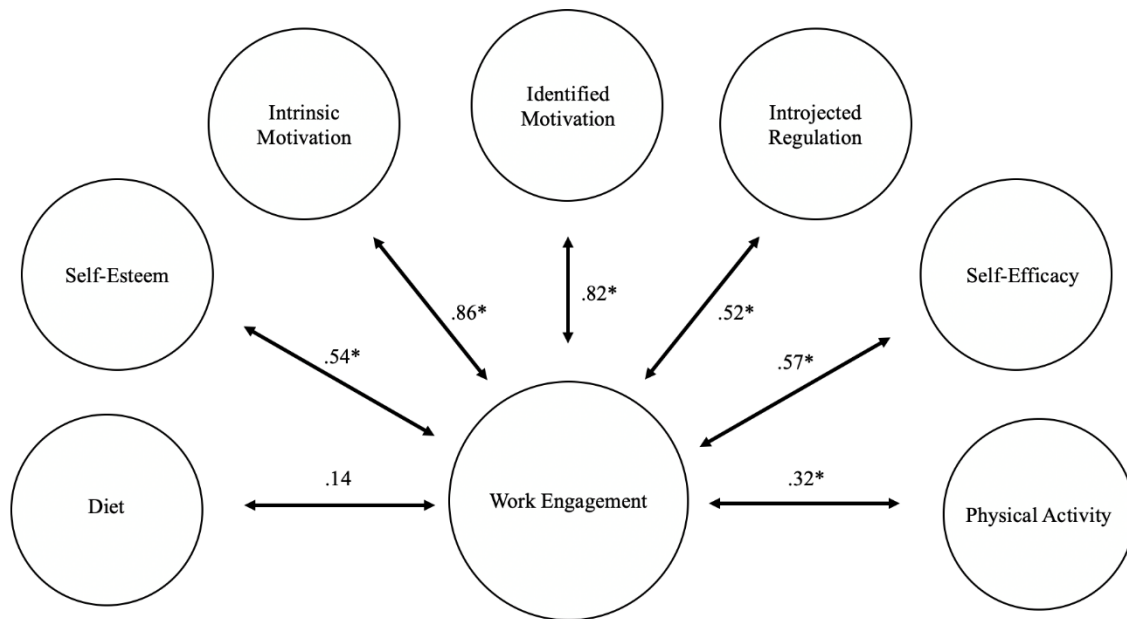 Intrinsic
Motivation
Identified
Motivation
Introjected
Regulation
Self-Esteem
Self-Efficacy
.86*
.82*
.52*
.54*
.57*
Diet
.14
Work Engagement
.32*
Physical Activity